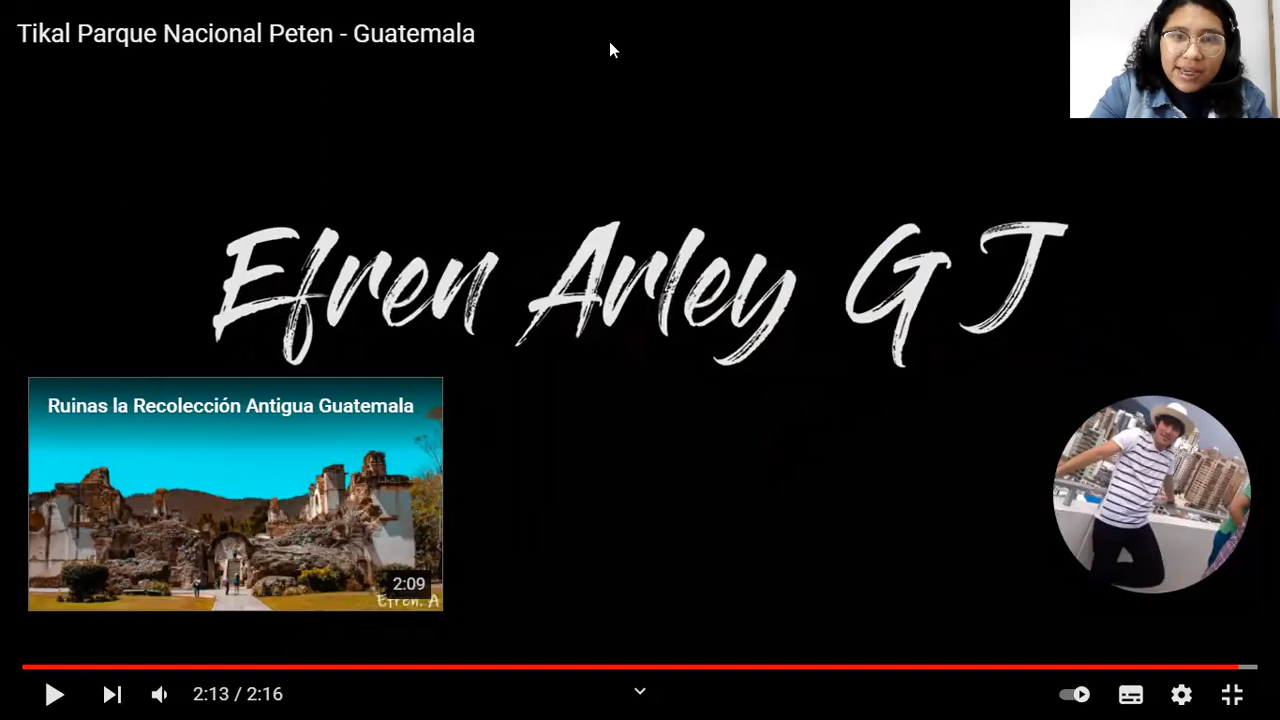 Tikal Parque Nacional Peten - Guatemala
Efren Arley GJ
Ruinas la Recolección Antigua Guatemala
2:09
Efren. A
2:13 / 2:16